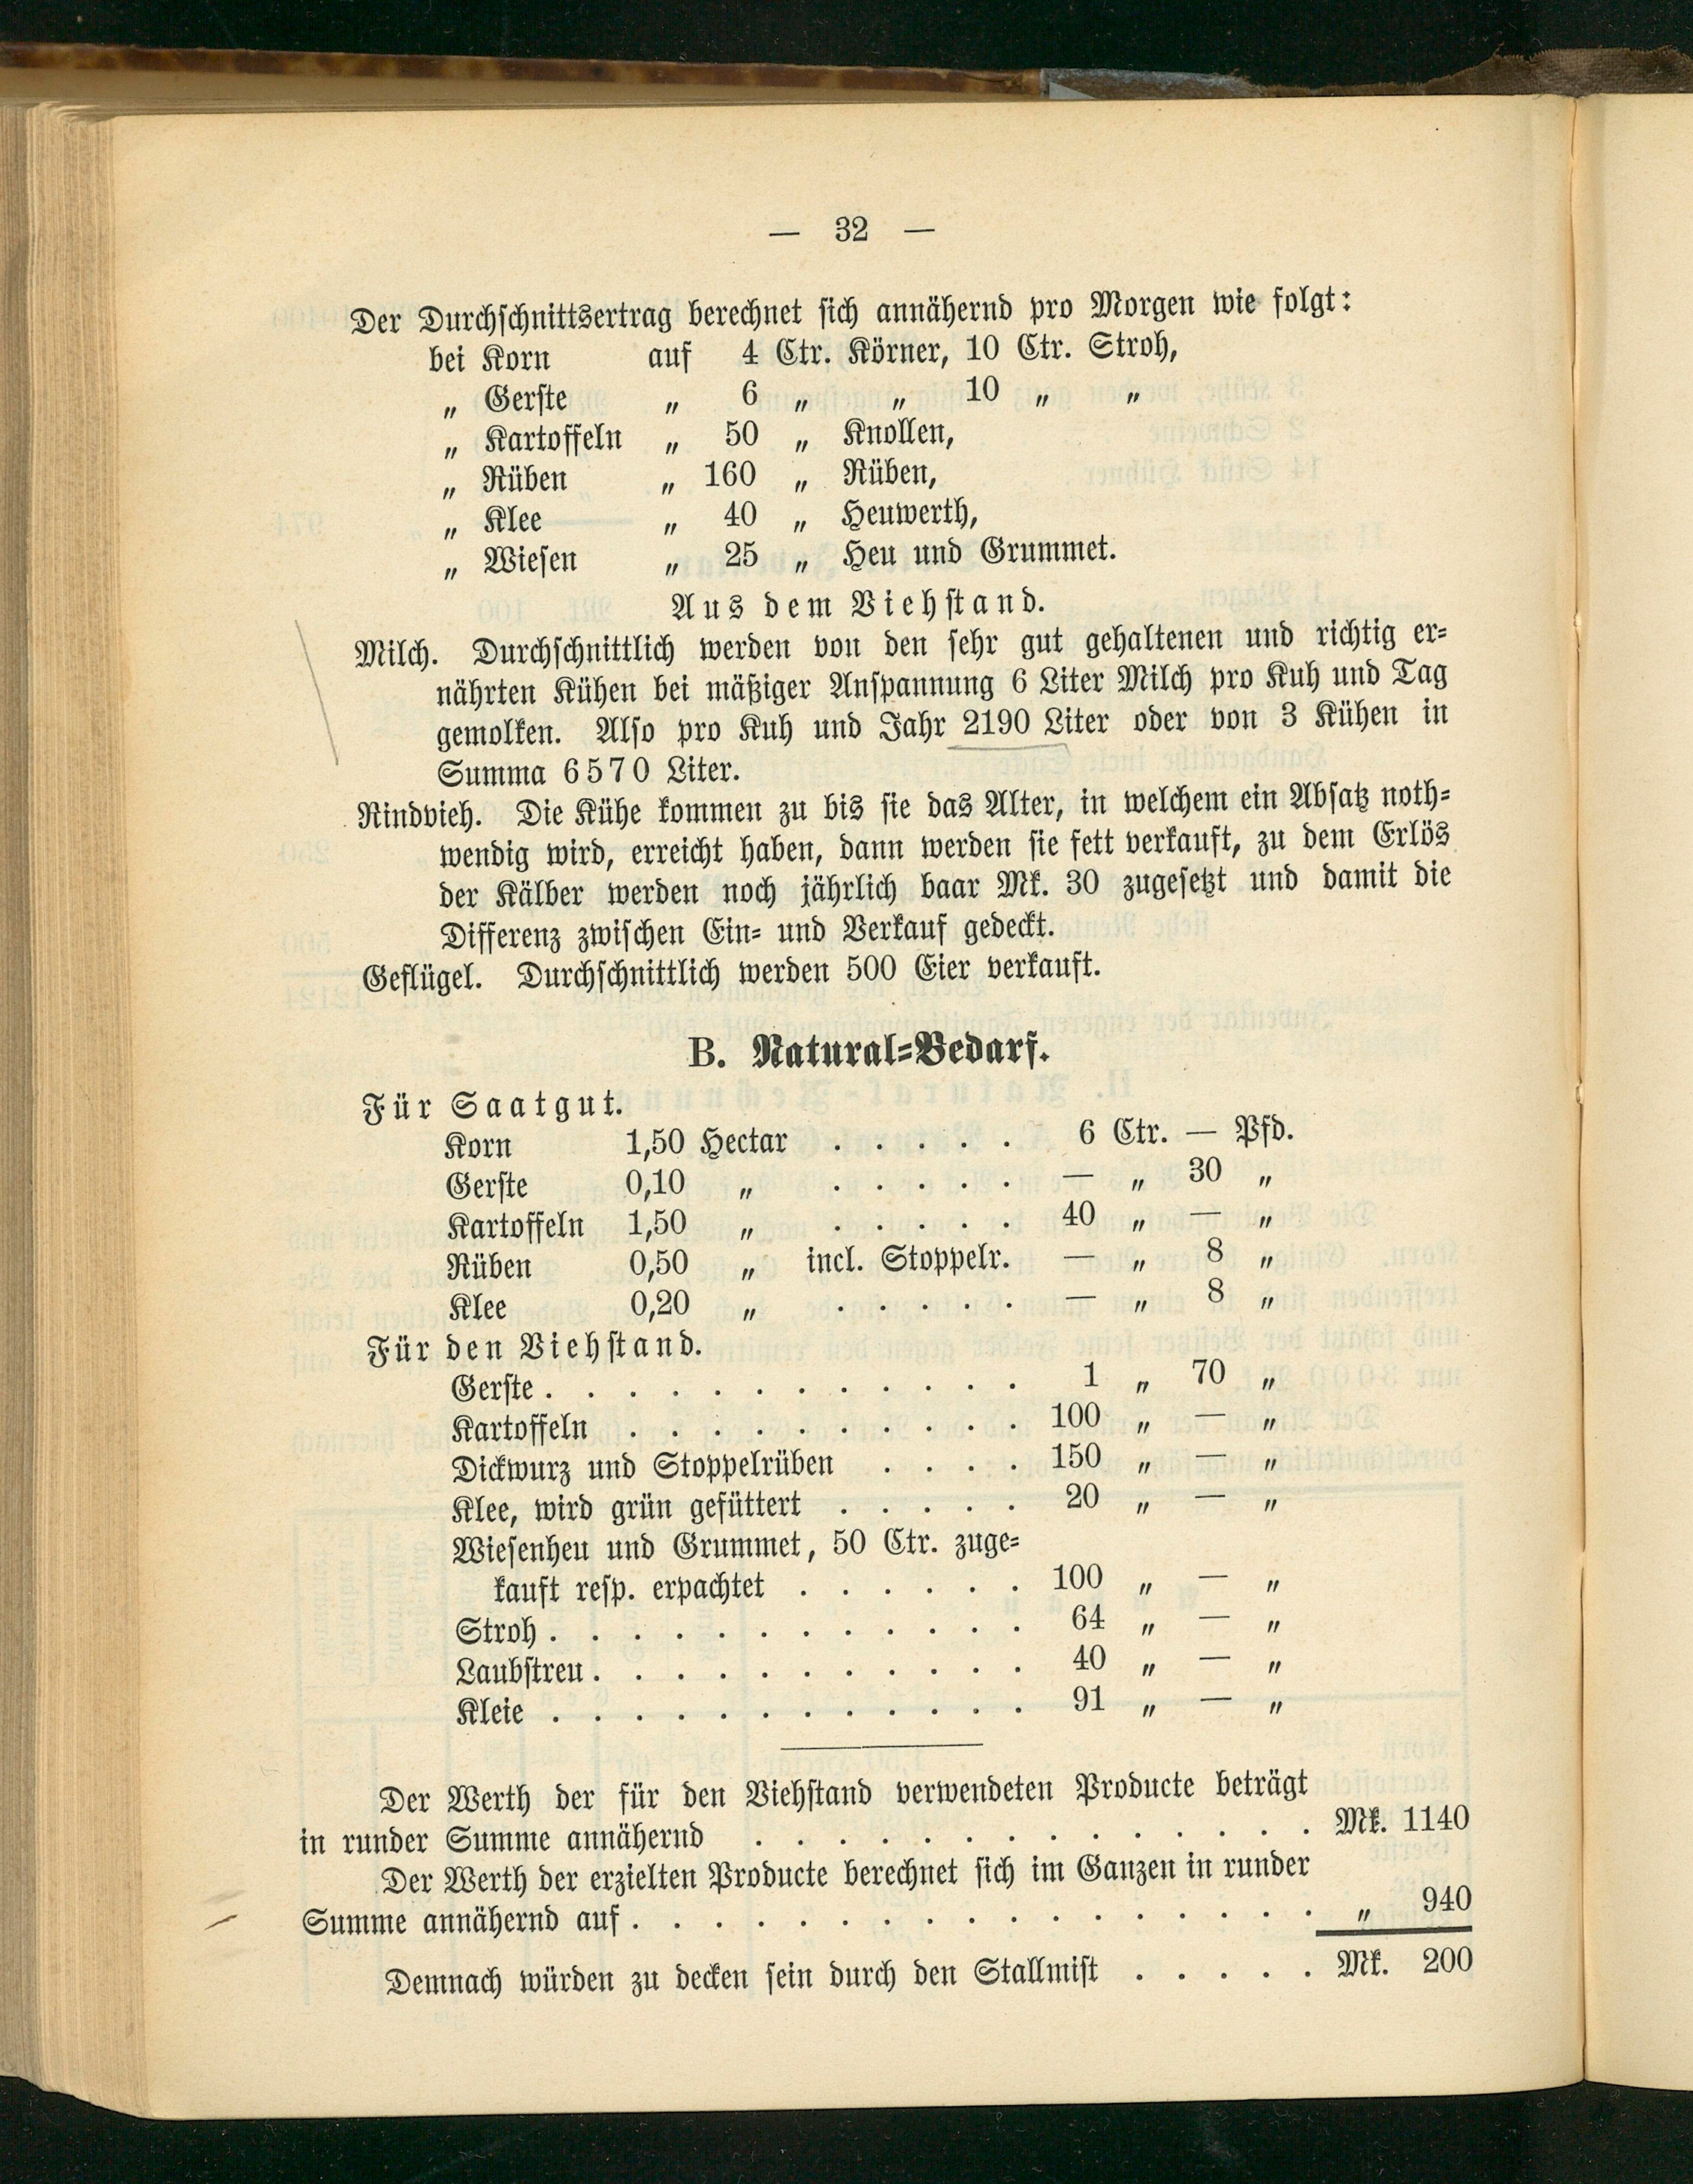 — 32 —
Der Durchschnittsertrag berechnet sich annähernd pro Morgen wie folgt:
bei Korn auf 4 Ctr. Körner, 10 Ctr. Stroh,
„ Gerste „ 6 „ „ 10 „ „
„ Kartoffeln „ 50 „ Knollen,
„ Rüben „ 160 „ Rüben,
„ Klee „ 40 „ Heuwerth,
„ Wiesen „ 25 „ Heu und Grummet.
Aus dem Viehstand.
Milch. Durchschnittlich werden von den sehr gut gehaltenen und richtig er-
nährten Kühen bei mäßiger Anspannung 6 Liter Milch pro Kuh und Tag
gemolken. Also pro Kuh und Jahr 2190 Liter oder von 3 Kühen in
Summa 6570 Liter.
Rindvieh. Die Kühe kommen zu bis sie das Alter, in welchem ein Absatz noth-
wendig wird, erreicht haben, dann werden sie fett verkauft, zu dem Erlös
der Kälber werden noch jährlich baar Mk. 30 zugesetzt und damit die
Differenz zwischen Ein- und Verkauf gedeckt.
Geflügel. Durchschnittlich werden 500 Eier verkauft.
B. Natural-Bedarf.
Für Saatgut.
Korn 1,50 Hectar . . . . . 6 Ctr. — Pfd.
Gerste 0,10 „ . . . . . — „ 30 „
Kartoffeln 1,50 „ . . . . . 40 „ — „
Rüben 0,50 „ incl. Stoppelr. — „ 8 „
Klee 0,20 „ . . . . . — „ 8 „
Für den Viehstand.
Gerste . . . . . . . . . . . . 1 „ 70 „
Kartoffeln . . . . . . . . . . 100 „ — „
Dickwurz und Stoppelrüben . . . . 150 „ — „
Klee, wird grün gefüttert . . . . . 20 „ — „
Wiesenheu und Grummet, 50 Ctr. zuge-
kauft resp. erpachtet . . . . . . 100 „ — „
Stroh . . . . . . . . . . . . 64 „ — „
Laubstreu . . . . . . . . . . . 40 „ — „
Kleie . . . . . . . . . . . . 91 „ — „
Der Werth der für den Viehstand verwendeten Producte beträgt
in runder Summe annähernd . . . . . . . . . . . . . . Mk. 1140
Der Werth der erzielten Producte berechnet sich im Ganzen in runder
Summe annähernd auf . . . . . . . . . . . . . . . . . „ 940
Demnach würden zu decken sein durch den Stallmist . . . . . Mk. 200